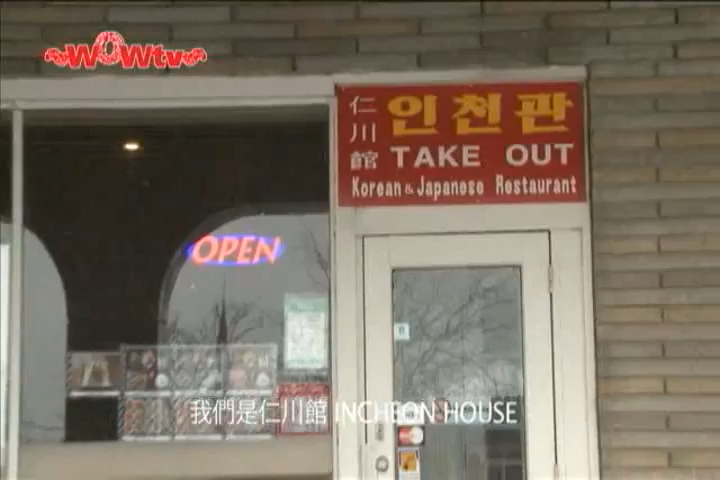 WOWtv
仁川館
인천관
TAKE OUT
Korean & Japanese Restaurant
OPEN
我們是仁川館 INCHEON HOUSE